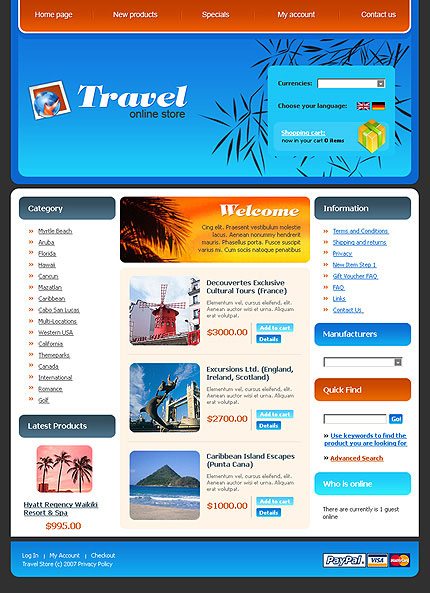 Home page
New products
Specials
My account
Contact us
Travel
online store
Currencies:
Choose your language:
Shopping cart:
now in your cart 0 items
Category
Myrtle Beach
Aruba
Florida
Hawaii
Cancun
Mazatlan
Caribbean
Cabo San Lucas
Multi-Locations
Western USA
California
Themeparks
Canada
International
Romance
Golf
Latest Products
Hyatt Regency Waikiki
Resort & Spa
$995.00
Welcome
Cing elit. Praesent vestibulum molestie
lacus. Aenean nonummy hendrerit
mauris. Phasellus porta. Fusce suscipit
varius mi. Cum sociis natoque penatibus
Decouvertes Exclusive
Cultural Tours (France)
Elementum vel, cursus eleifend, elit.
Aenean auctor wisi et urna. Aliquam
erat volutpat.
$3000.00
Add to cart
Details
Excursions Ltd. (England,
Ireland, Scotland)
Elementum vel, cursus eleifend, elit.
Aenean auctor wisi et urna. Aliquam
erat volutpat.
$2700.00
Add to cart
Details
Caribbean Island Escapes
(Punta Cana)
Elementum vel, cursus eleifend, elit.
Aenean auctor wisi et urna. Aliquam
erat volutpat.
$1000.00
Add to cart
Details
Information
Terms and Conditions
Shipping and returns
Privacy
New Item Step 1
Gift Voucher FAQ
FAQ
Links
Contact Us
Manufacturers
Quick Find
Go!
Use keywords to find the
product you are looking for
Advanced Search
Who is online
There are currently 1 guest
online
Log In | My Account | Checkout
Travel Store (c) 2007 Privacy Policy
PayPal
VISA
MasterCard